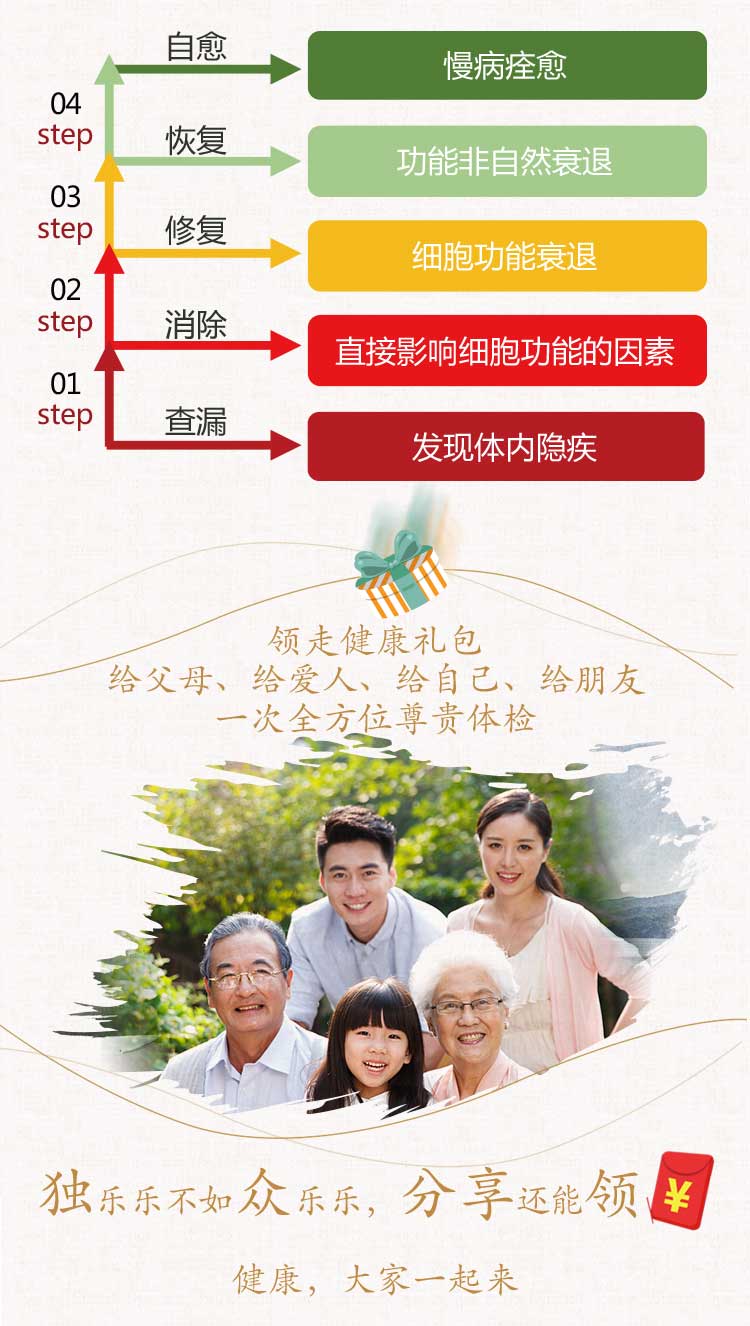 自愈
慢病痊愈
04
step
恢复
功能非自然衰退
03
step
修复
细胞功能衰退
02
step
消除
直接影响细胞功能的因素
01
step
查漏
发现体内隐疾
领走健康礼包
给父母、给爱人、给自己、给朋友
一次全方位尊贵体检
独乐乐不如众乐乐，分享还能领
¥
健康，大家一起来